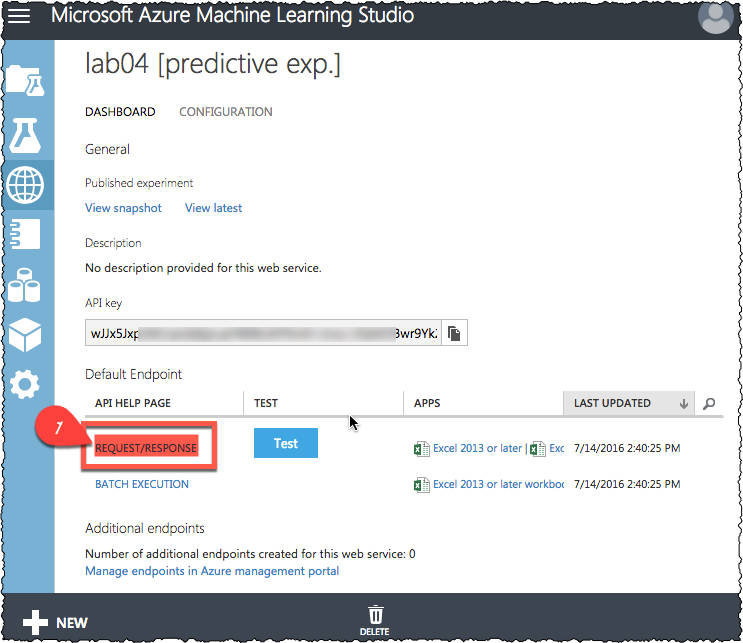 Microsoft Azure Machine Learning Studio
lab04 [predictive exp.]
DASHBOARD CONFIGURATION
General
Published experiment
View snapshot View latest
Description
No description provided for this web service.
API key
wJJx5Jxp 3wr9Yk
Default Endpoint
API HELP PAGE TEST APPS LAST UPDATED
1
REQUEST/RESPONSE Test Excel 2013 or later | Exc 7/14/2016 2:40:25 PM
BATCH EXECUTION Excel 2013 or later workboo 7/14/2016 2:40:25 PM
Additional endpoints
Number of additional endpoints created for this web service: 0
Manage endpoints in Azure management portal
NEW
DELETE